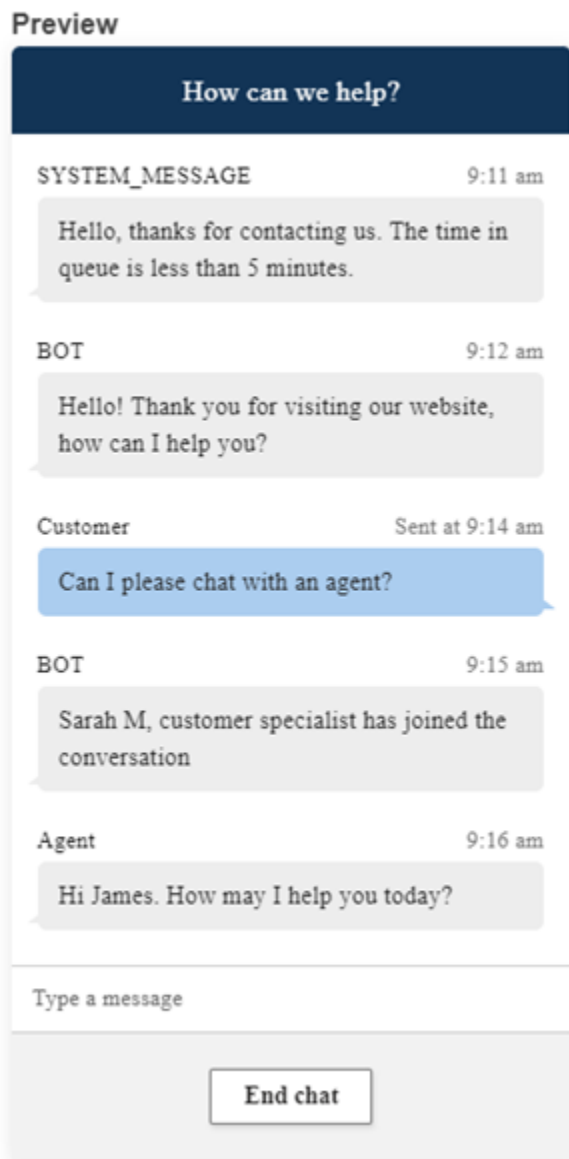 Preview
How can we help?
SYSTEM_MESSAGE 9:11 am
Hello, thanks for contacting us. The time in
queue is less than 5 minutes.
BOT 9:12 am
Hello! Thank you for visiting our website,
how can I help you?
Customer Sent at 9:14 am
Can I please chat with an agent?
BOT 9:15 am
Sarah M, customer specialist has joined the
conversation
Agent 9:16 am
Hi James. How may I help you today?
Type a message
End chat